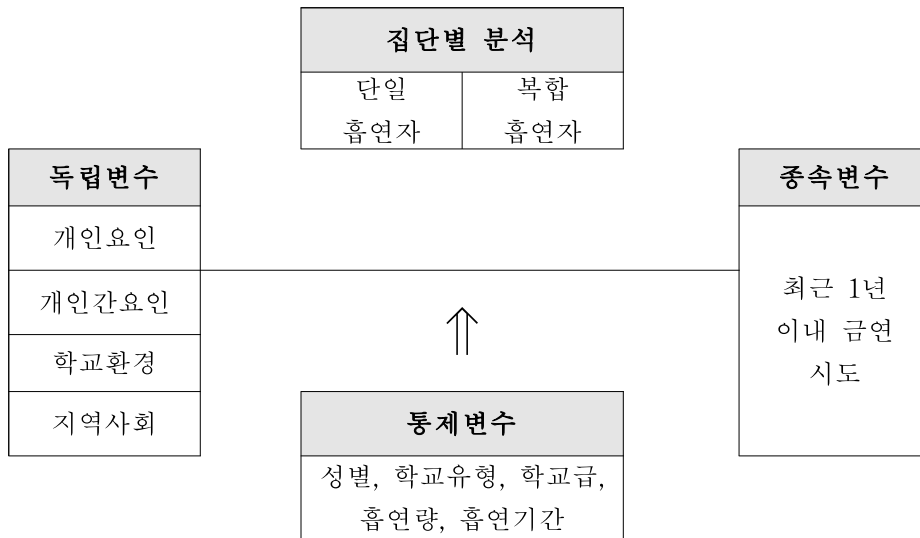 집단별 분석
단일
흡연자
복합
흡연자
독립변수
개인요인
개인간요인
학교환경
지역사회
종속변수
최근 1년
이내 금연
시도
⇑
통제변수
성별, 학교유형, 학교급,
흡연량, 흡연기간